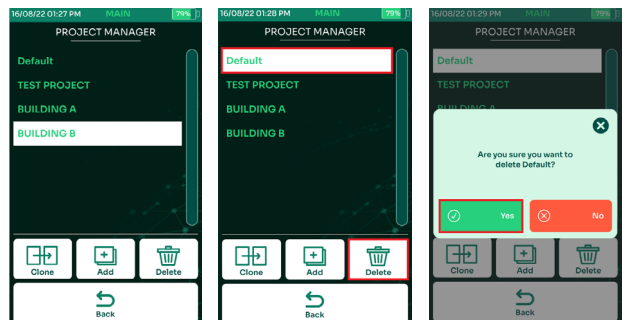 16/08/22 01:27 PM MAIN 79%
PROJECT MANAGER
Default
TEST PROJECT
BUILDING A
BUILDING B
Clone Add Delete
Back
16/08/22 01:28 PM MAIN 79%
PROJECT MANAGER
Default
TEST PROJECT
BUILDING A
BUILDING B
Clone Add Delete
Back
16/08/22 01:29 PM MAIN 79%
PROJECT MANAGER
Default
TEST PROJECT
BUILDING A
Are you sure you want to
delete Default?
Yes No
Clone Add Delete
Back